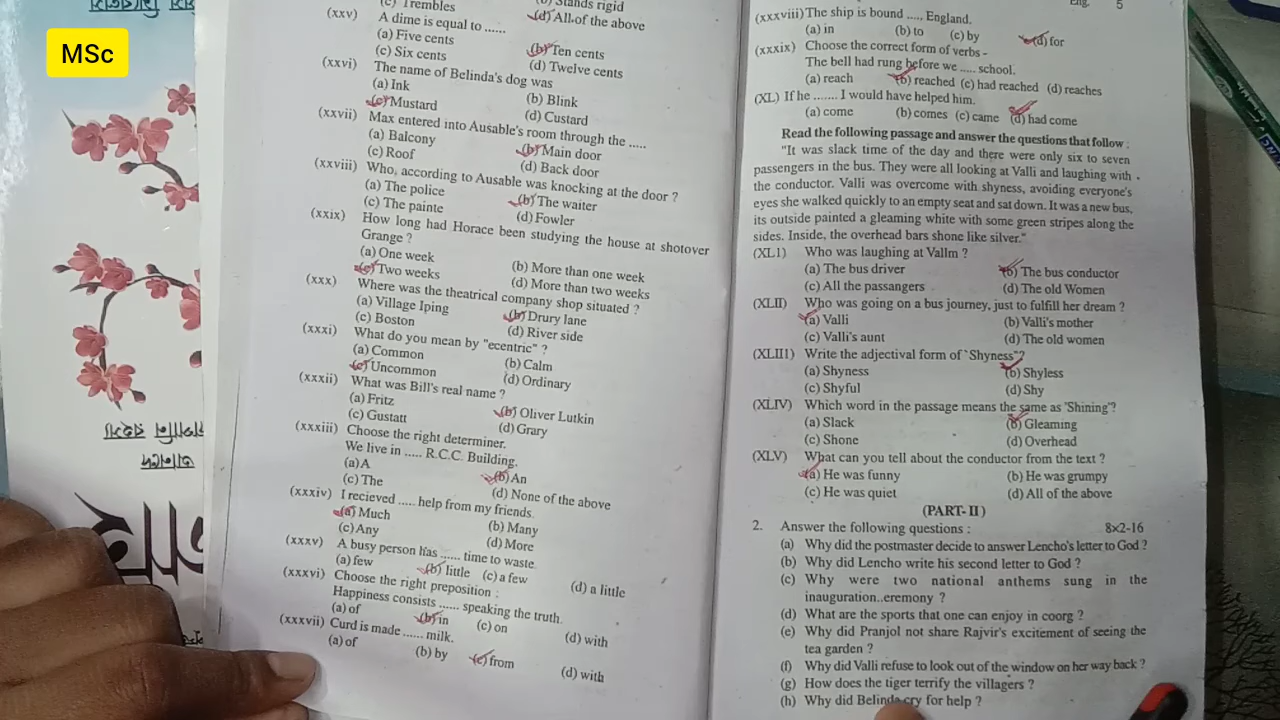 MSc
(c) Trembles
(b) Stands rigid
(d) All of the above
(xxv) A dime is equal to ......
(a) Five cents
(b) Ten cents
(c) Six cents
(d) Twelve cents
(xxvi) The name of Belinda's dog was
(a) Ink
(b) Blink
(c) Mustard
(d) Custard
(xxvii) Max entered into Ausable's room through the .....
(a) Balcony
(b) Main door
(c) Roof
(d) Back door
(xxviii) Who, according to Ausable was knocking at the door ?
(a) The police
(b) The waiter
(c) The painte
(d) Fowler
(xxix) How long had Horace been studying the house at shotover
Grange ?
(a) One week
(b) More than one week
(c) Two weeks
(d) More than two weeks
(xxx) Where was the theatrical company shop situated ?
(a) Village Iping
(b) Drury lane
(c) Boston
(d) River side
(xxxi) What do you mean by "ecentric" ?
(a) Common
(b) Calm
(c) Uncommon
(d) Ordinary
(xxxii) What was Bill's real name ?
(a) Fritz
(b) Oliver Lutkin
(c) Gustatt
(d) Grary
(xxxiii) Choose the right determiner.
We live in ..... R.C.C. Building.
(a) A
(b) An
(c) The
(d) None of the above
(xxxiv) I recieved ..... help from my friends.
(a) Much
(b) Many
(c) Any
(d) More
(xxxv) A busy person has ...... time to waste.
(a) few (b) little (c) a few (d) a little
(xxxvi) Choose the right preposition :
Happiness consists ...... speaking the truth.
(a) of (b) in (c) on (d) with
(xxxvii) Curd is made ...... milk.
(a) of (b) by (c) from (d) with
Eng. 5
(xxxviii) The ship is bound ...., England.
(a) in (b) to (c) by (d) for
(xxxix) Choose the correct form of verbs -
The bell had rung before we ..... school.
(a) reach (b) reached (c) had reached (d) reaches
(XL) If he ....... I would have helped him.
(a) come (b) comes (c) came (d) had come
Read the following passage and answer the questions that follow :
"It was slack time of the day and there were only six to seven
passengers in the bus. They were all looking at Valli and laughing with
the conductor. Valli was overcome with shyness, avoiding everyone's
eyes she walked quickly to an empty seat and sat down. It was a new bus,
its outside painted a gleaming white with some green stripes along the
sides. Inside, the overhead bars shone like silver."
(XL1) Who was laughing at Vallm ?
(a) The bus driver
(b) The bus conductor
(c) All the passangers
(d) The old Women
(XLII) Who was going on a bus journey, just to fulfill her dream ?
(a) Valli
(b) Valli's mother
(c) Valli's aunt
(d) The old women
(XLII1) Write the adjectival form of `Shyness"?
(a) Shyness
(b) Shyless
(c) Shyful
(d) Shy
(XLIV) Which word in the passage means the same as 'Shining'?
(a) Slack
(b) Gleaming
(c) Shone
(d) Overhead
(XLV) What can you tell about the conductor from the text ?
(a) He was funny
(b) He was grumpy
(c) He was quiet
(d) All of the above
(PART- II)
2. Answer the following questions : 8×2-16
(a) Why did the postmaster decide to answer Lencho's letter to God ?
(b) Why did Lencho write his second letter to God ?
(c) Why were two national anthems sung in the
inauguration..eremony ?
(d) What are the sports that one can enjoy in coorg ?
(e) Why did Pranjol not share Rajvir's excitement of seeing the
tea garden ?
(f) Why did Valli refuse to look out of the window on her way back ?
(g) How does the tiger terrify the villagers ?
(h) Why did Belinda cry for help ?